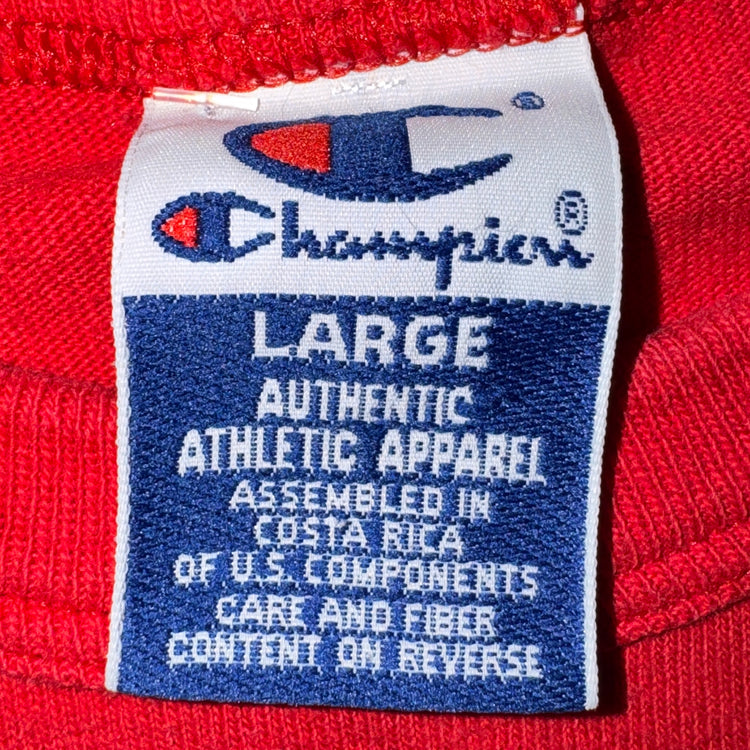 ®
Champion®
LARGE
AUTHENTIC
ATHLETIC APPAREL
ASSEMBLED IN
COSTA RICA
OF U.S. COMPONENTS
CARE AND FIBER
CONTENT ON REVERSE